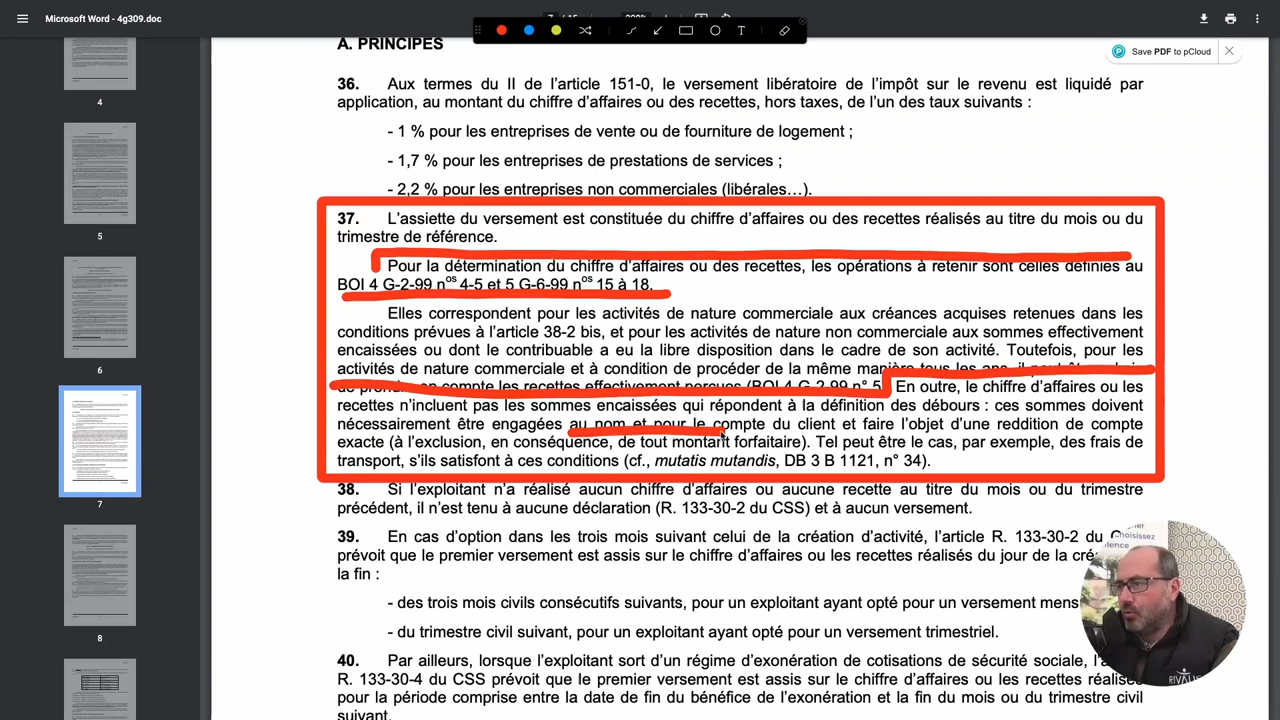 Microsoft Word - 4g309.doc
7 / 15
200%
Save PDF to pCloud
T
4
5
6
7
8
A. PRINCIPES
36. Aux termes du II de l'article 151-0, le versement libératoire de l'impôt sur le revenu est liquidé par
application, au montant du chiffre d'affaires ou des recettes, hors taxes, de l'un des taux suivants :
- 1 % pour les entreprises de vente ou de fourniture de logement ;
- 1,7 % pour les entreprises de prestations de services ;
- 2,2 % pour les entreprises non commerciales (libérales…).
37. L'assiette du versement est constituée du chiffre d'affaires ou des recettes réalisés au titre du mois ou du
trimestre de référence.
Pour la détermination du chiffre d'affaires ou des recettes, les opérations à retenir sont celles définies au
BOI 4 G-2-99 nos 4-5 et nos 15 à 18.
Elles correspondent pour les activités de nature commerciale aux créances acquises retenues dans les
conditions prévues à l'article 38-2 bis, et pour les activités de nature non commerciale aux sommes effectivement
encaissées ou dont le contribuable a eu la libre disposition dans le cadre de son activité. Toutefois, pour les
activités de nature commerciale et à condition de procéder de la même manière tous les ans, il
compte les recettes effectivement perçues En outre, le chiffre d'affaires ou les
recettes n'incluent pas les sommes encaissées qui répondent à la définition des débours : ces sommes doivent
nécessairement être engagées compte du client et faire l'objet d'une reddition de compte
exacte (à l'exclusion, en conséquence, de tout montant forfaitaire). Tel peut être le cas, par exemple, des frais de
transport, s'ils satisfont à ces conditions (cf., mutatis mutandis, DB 3 B 1121, n° 34).
38. Si l'exploitant n'a réalisé aucun chiffre d'affaires ou aucune recette au titre du mois ou du trimestre
précédent, il n'est tenu à aucune déclaration (R. 133-30-2 du CSS) et à aucun versement.
39. En cas d'option dans les trois mois suivant celui de la création d'activité, l'article R. 133-30-2 du
prévoit que le premier versement est assis sur le chiffre d'affaires ou les recettes réalisés du jour de la
la fin :
- des trois mois civils consécutifs suivants, pour un exploitant ayant opté pour un versement
- du trimestre civil suivant, pour un exploitant ayant opté pour un versement trimestriel.
40. Par ailleurs, lorsque l'exploitant sort d'un régime d'exonération de cotisations de sécurité sociale,
R. 133-30-4 du CSS prévoit que le premier versement est assis sur le chiffre d'affaires ou les recettes
pour la période comprise entre la date de fin du bénéfice de l'exonération et la fin du mois ou du trimestre civil
suivant.
Choisissez
RIVALIS